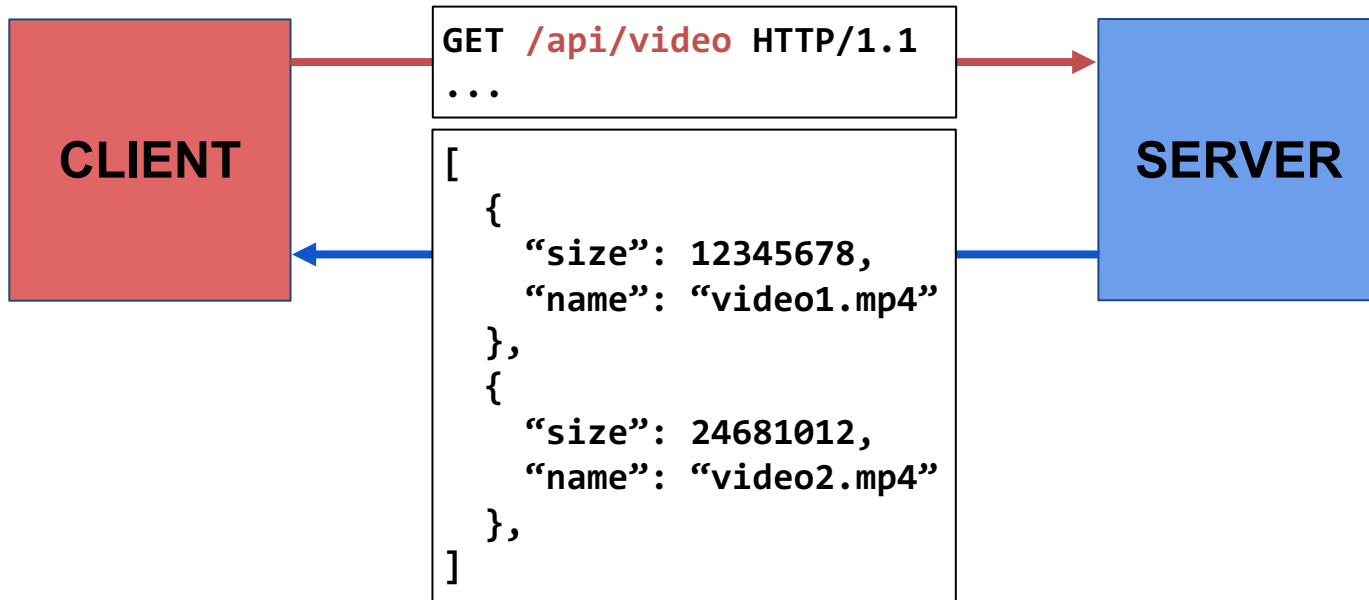 CLIENT
GET /api/video HTTP/1.1
...
SERVER
[
  {
    “size”: 12345678,
    “name”: “video1.mp4”
  },
  {
    “size”: 24681012,
    “name”: “video2.mp4”
  },
]